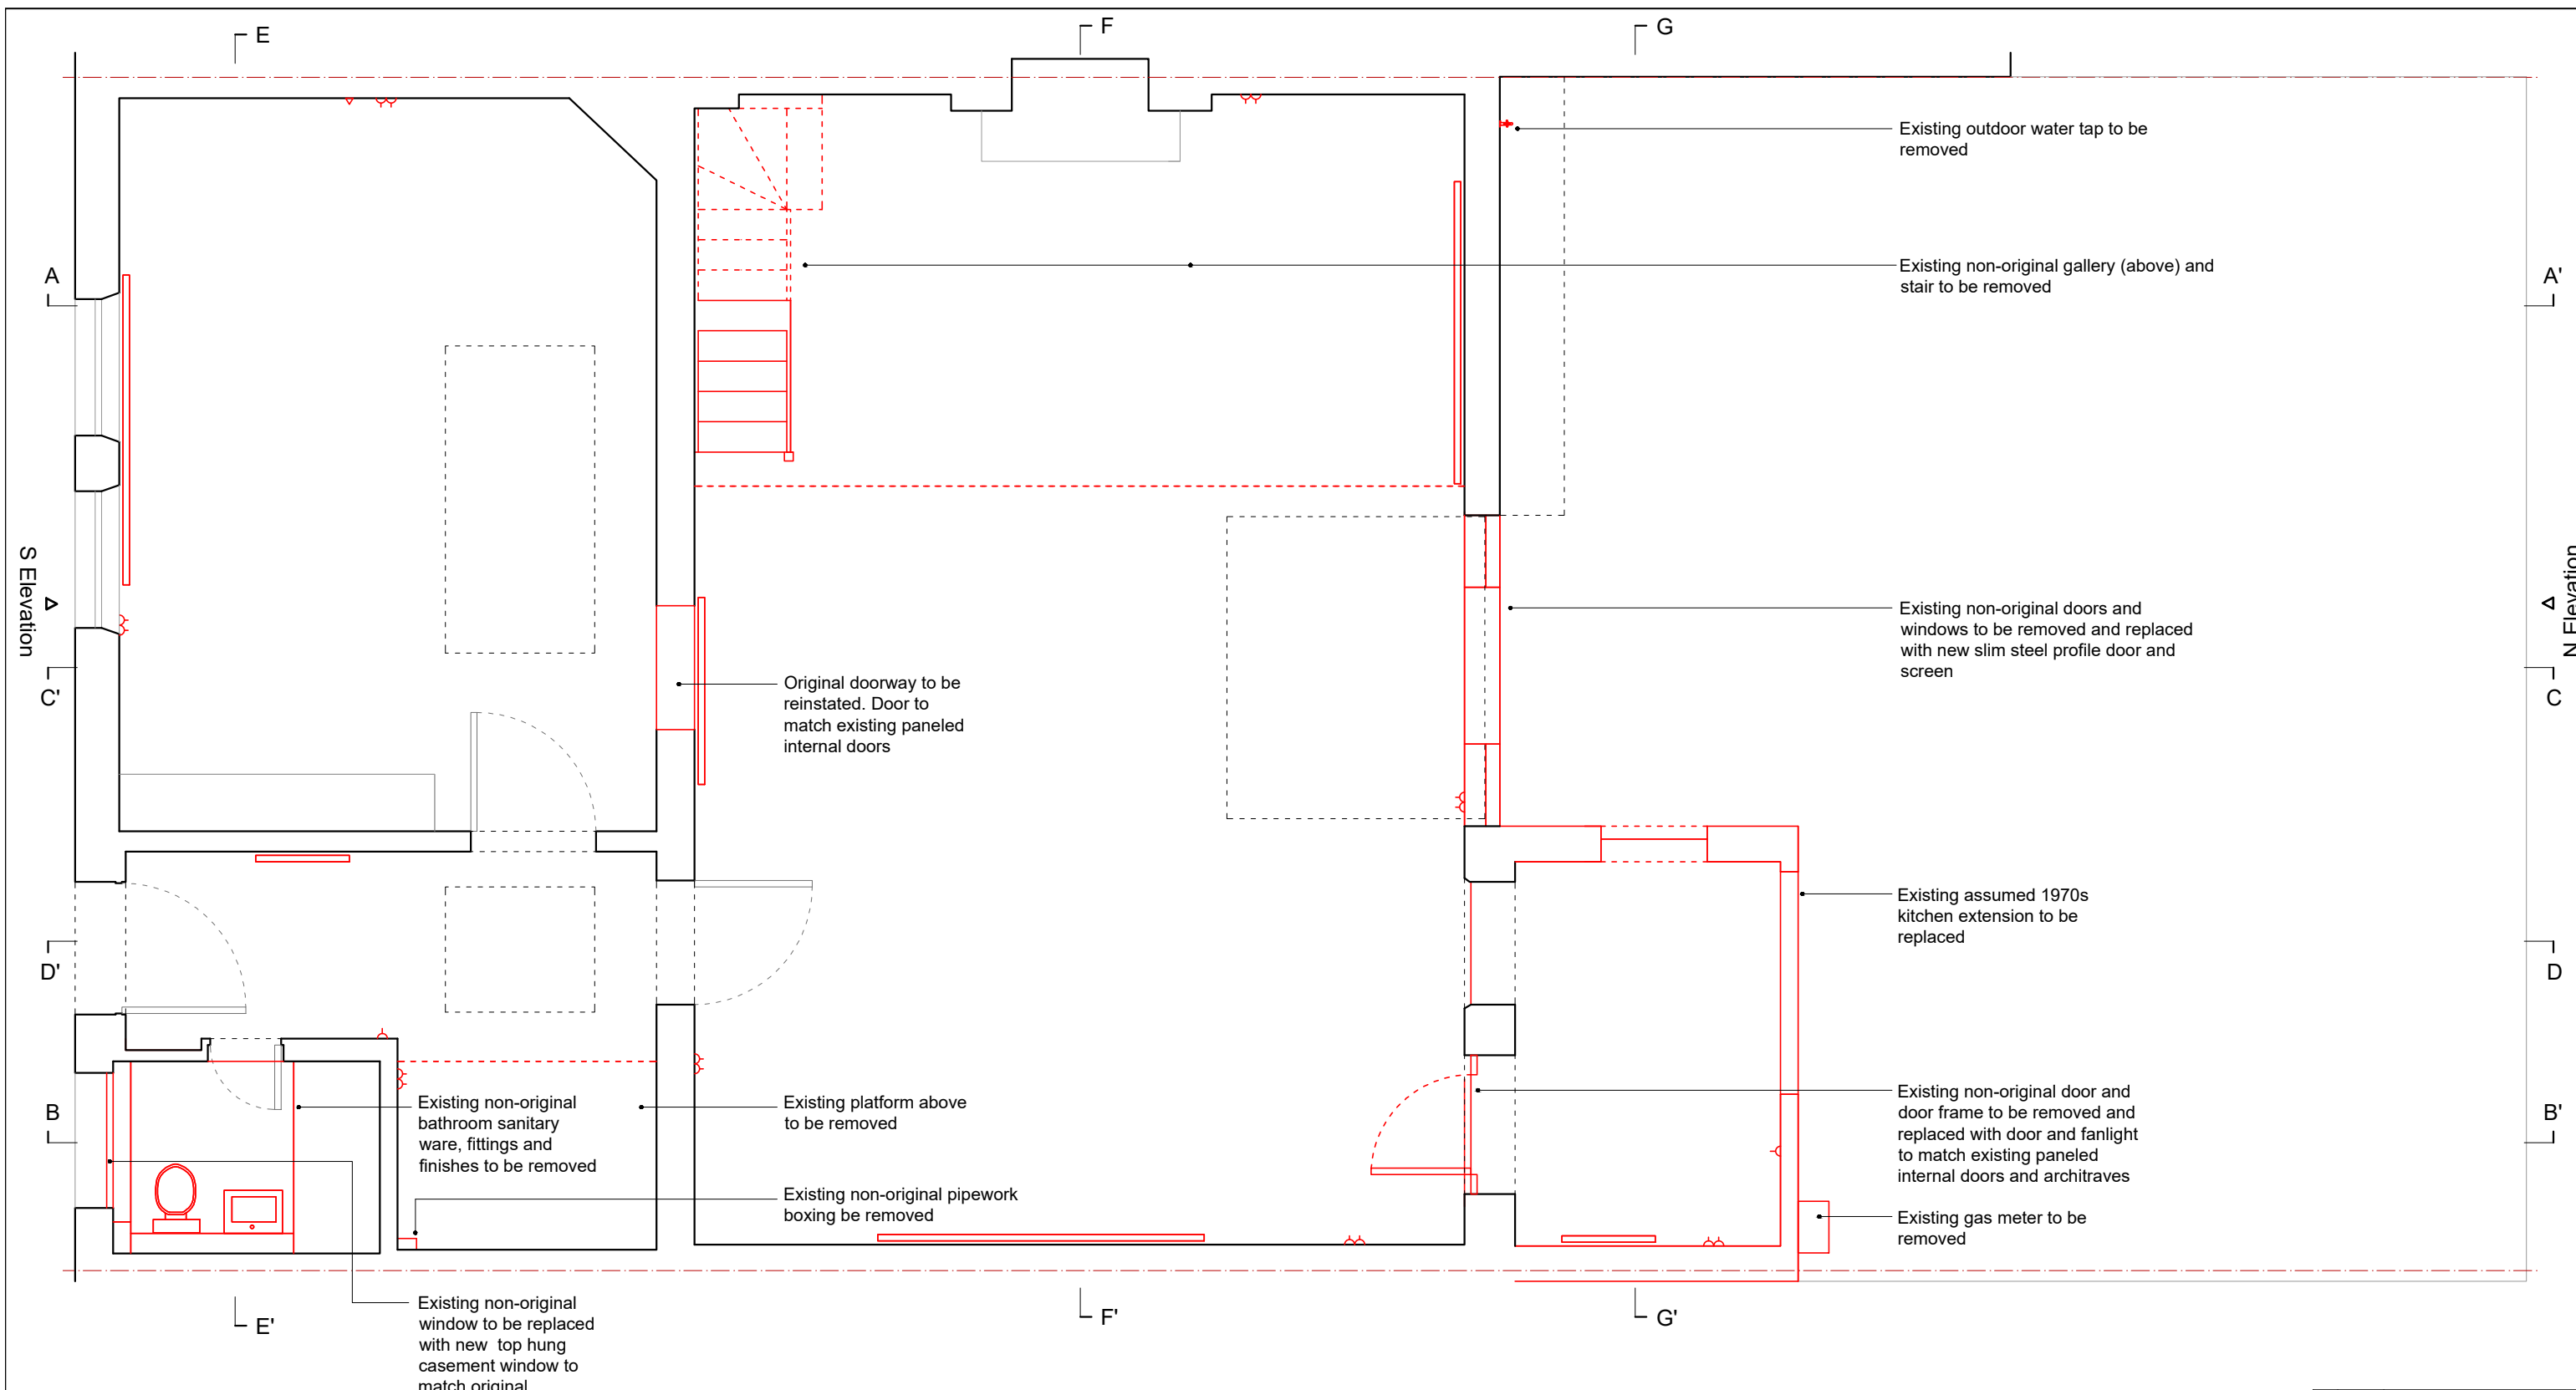 E
F
G
Existing outdoor water tap to be
removed
A
A'
Existing non-original gallery (above) and
stair to be removed
S Elevation
N Elevation
Existing non-original doors and
windows to be removed and replaced
with new slim steel profile door and
screen
C'
C
Original doorway to be
reinstated. Door to
match existing paneled
internal doors
Existing assumed 1970s
kitchen extension to be
replaced
D'
D
B
B'
Existing non-original
bathroom sanitary
ware, fittings and
finishes to be removed
Existing platform above
to be removed
Existing non-original door and
door frame to be removed and
replaced with door and fanlight
to match existing paneled
internal doors and architraves
Existing non-original pipework
boxing be removed
Existing gas meter to be
removed
Existing non-original
window to be replaced
with new top hung
casement window to
match original
E'
F'
G'